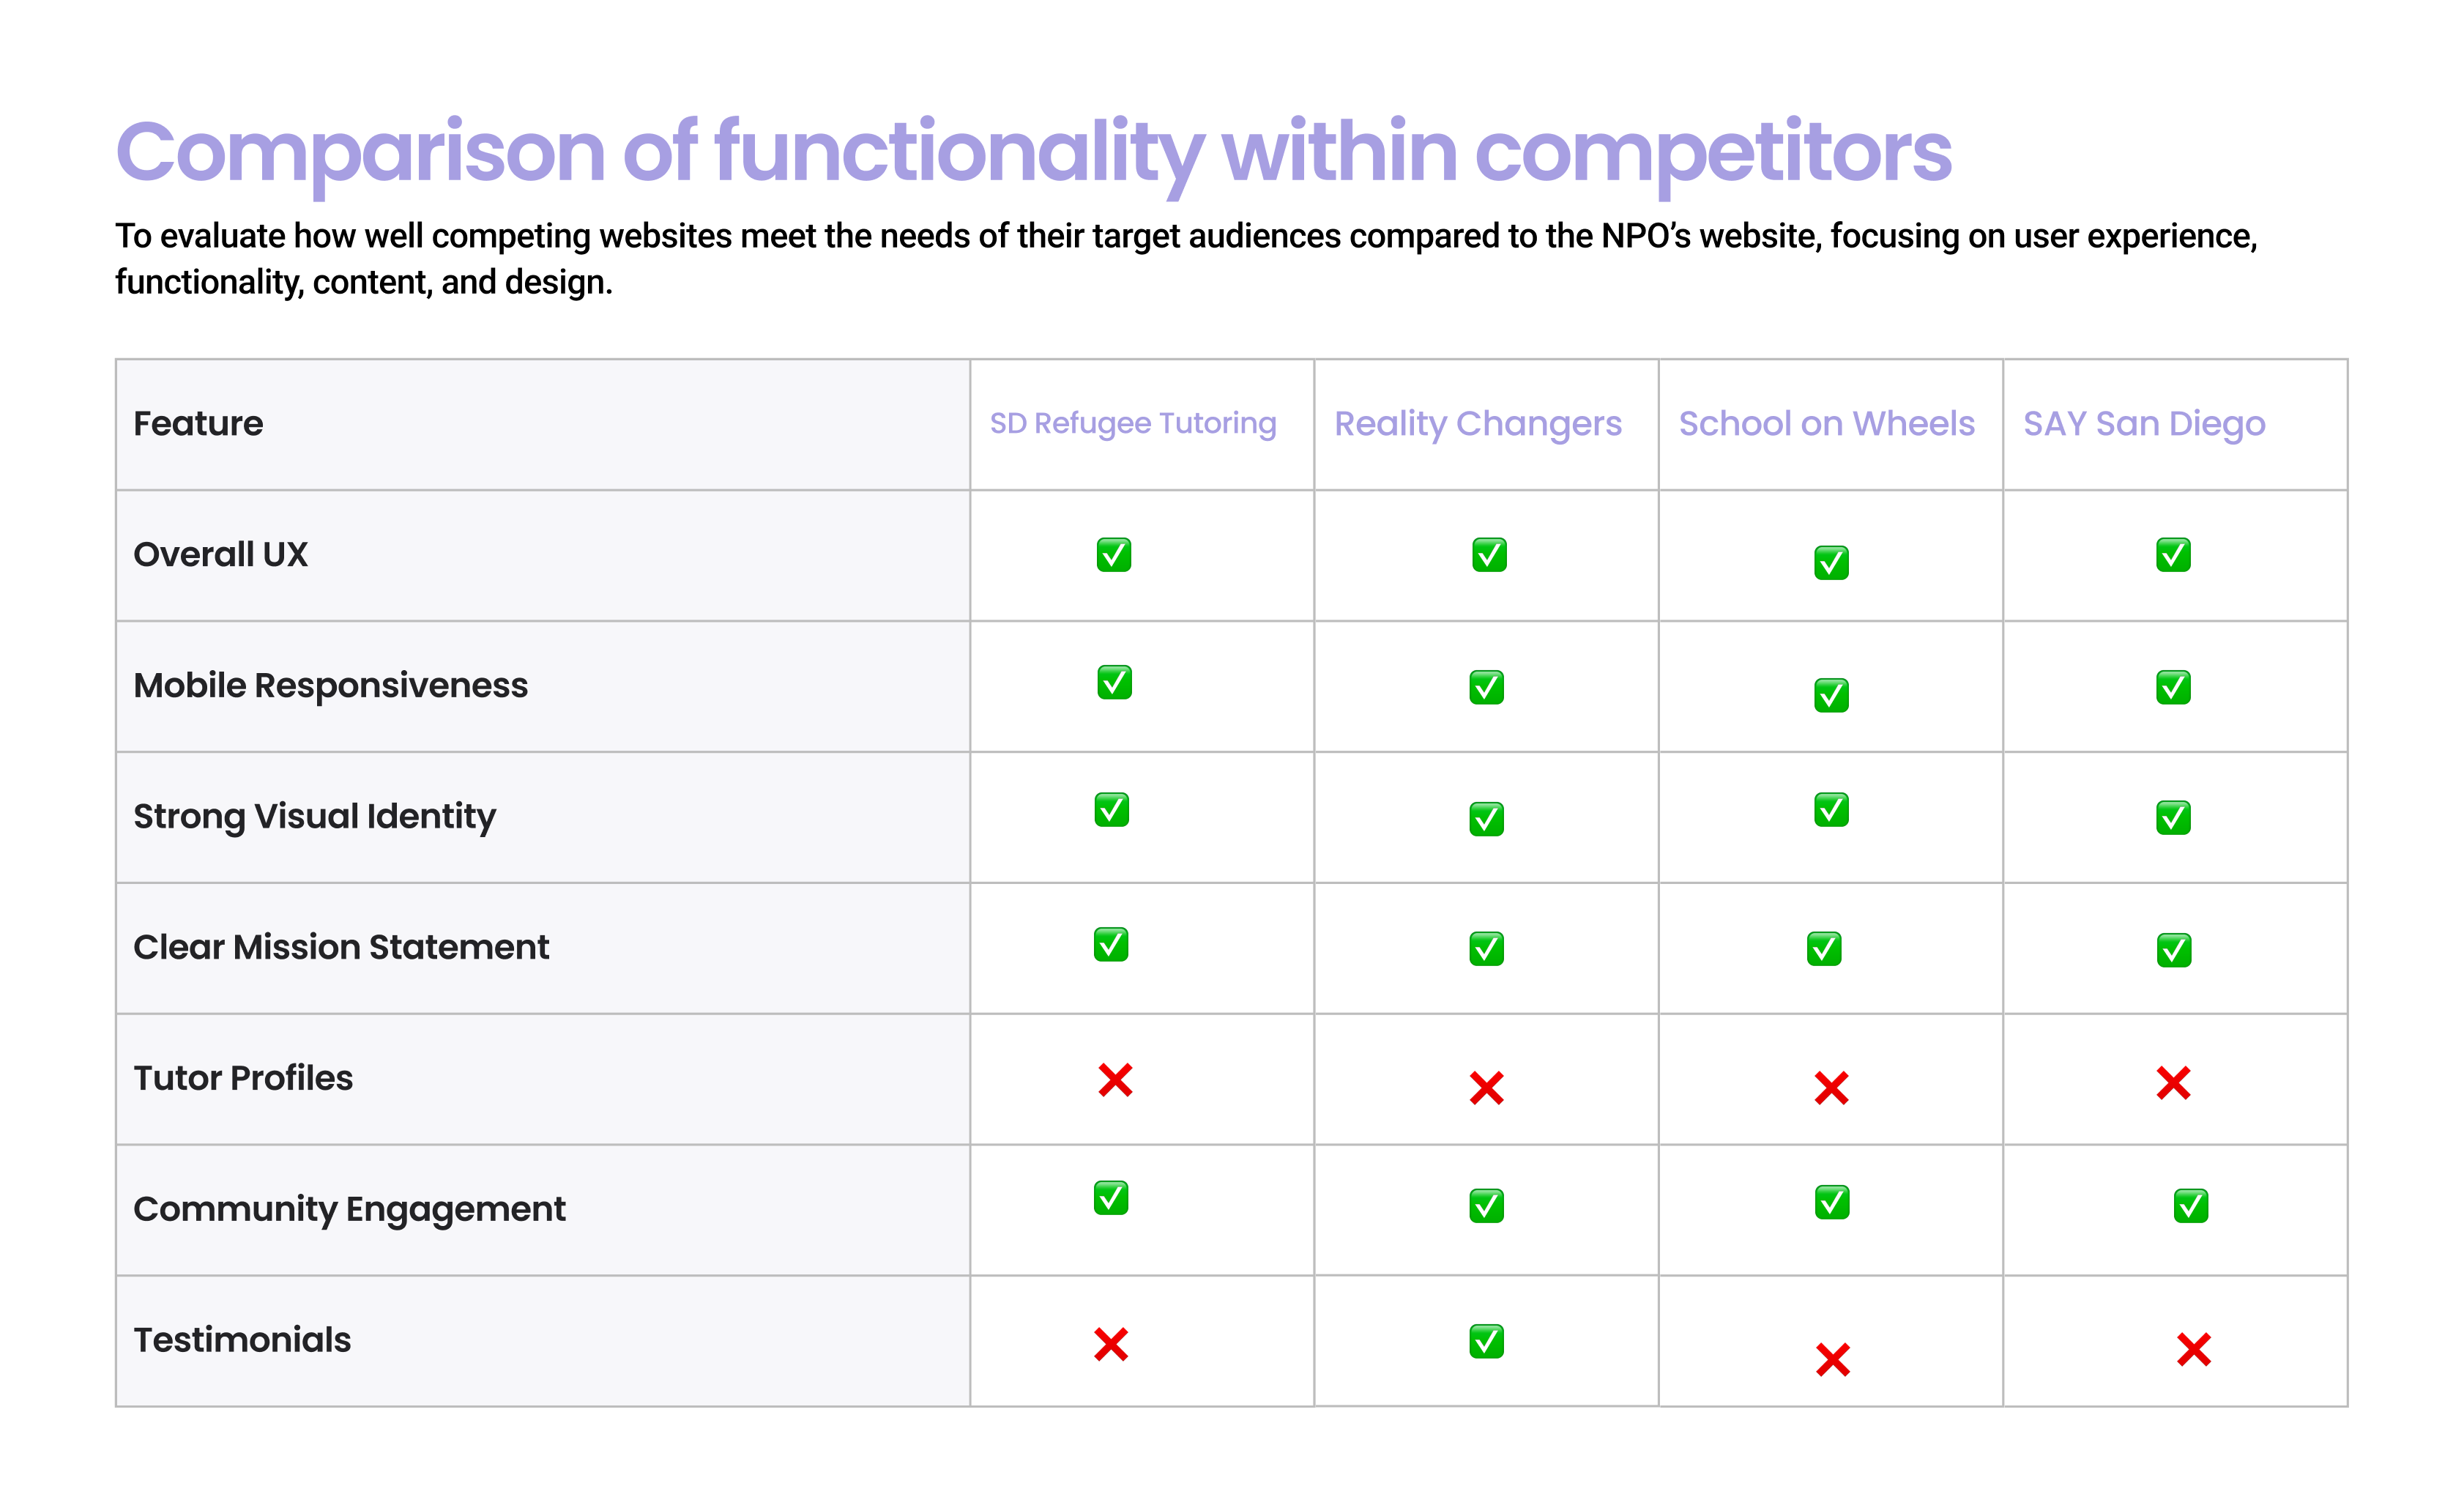 Comparison of functionality within competitors
To evaluate how well competing websites meet the needs of their target audiences compared to the NPO’s website, focusing on user experience,
functionality, content, and design.
Feature SD Refugee Tutoring Reality Changers School on Wheels SAY San Diego
Overall UX ✅ ✅ ✅ ✅
Mobile Responsiveness ✅ ✅ ✅ ✅
Strong Visual Identity ✅ ✅ ✅ ✅
Clear Mission Statement ✅ ✅ ✅ ✅
Tutor Profiles ❌ ❌ ❌ ❌
Community Engagement ✅ ✅ ✅ ✅
Testimonials ❌ ✅ ❌ ❌